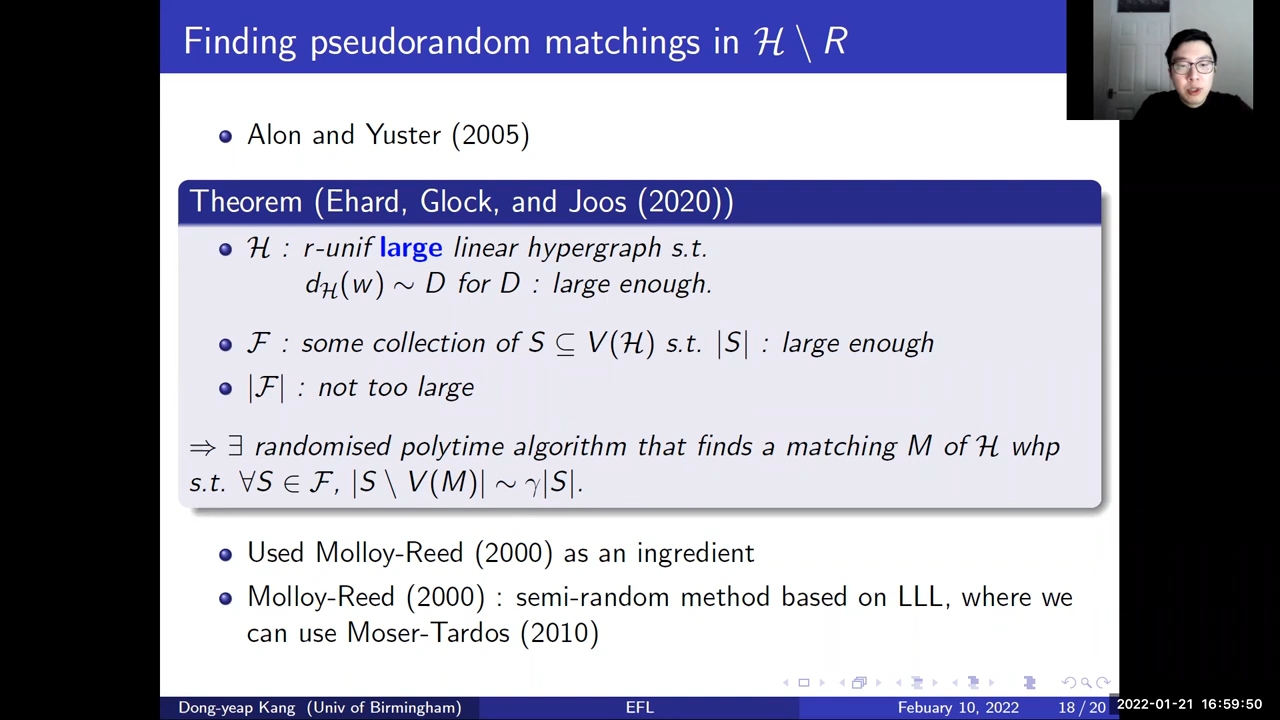 Finding pseudorandom matchings in ℋ \ R
Alon and Yuster (2005)
Theorem (Ehard, Glock, and Joos (2020))
ℋ : r-unif large linear hypergraph s.t.
d_ℋ(w) ∼ D for D : large enough.
ℱ : some collection of S ⊆ V(ℋ) s.t. |S| : large enough
|ℱ| : not too large
⇒ ∃ randomised polytime algorithm that finds a matching M of ℋ whp
s.t. ∀S ∈ ℱ, |S \ V(M)| ∼ γ|S|.
Used Molloy-Reed (2000) as an ingredient
Molloy-Reed (2000) : semi-random method based on LLL, where we
can use Moser-Tardos (2010)
Dong-yeap Kang (Univ of Birmingham) EFL Febuary 10, 2022 18 / 20
2022-01-21 16:59:50